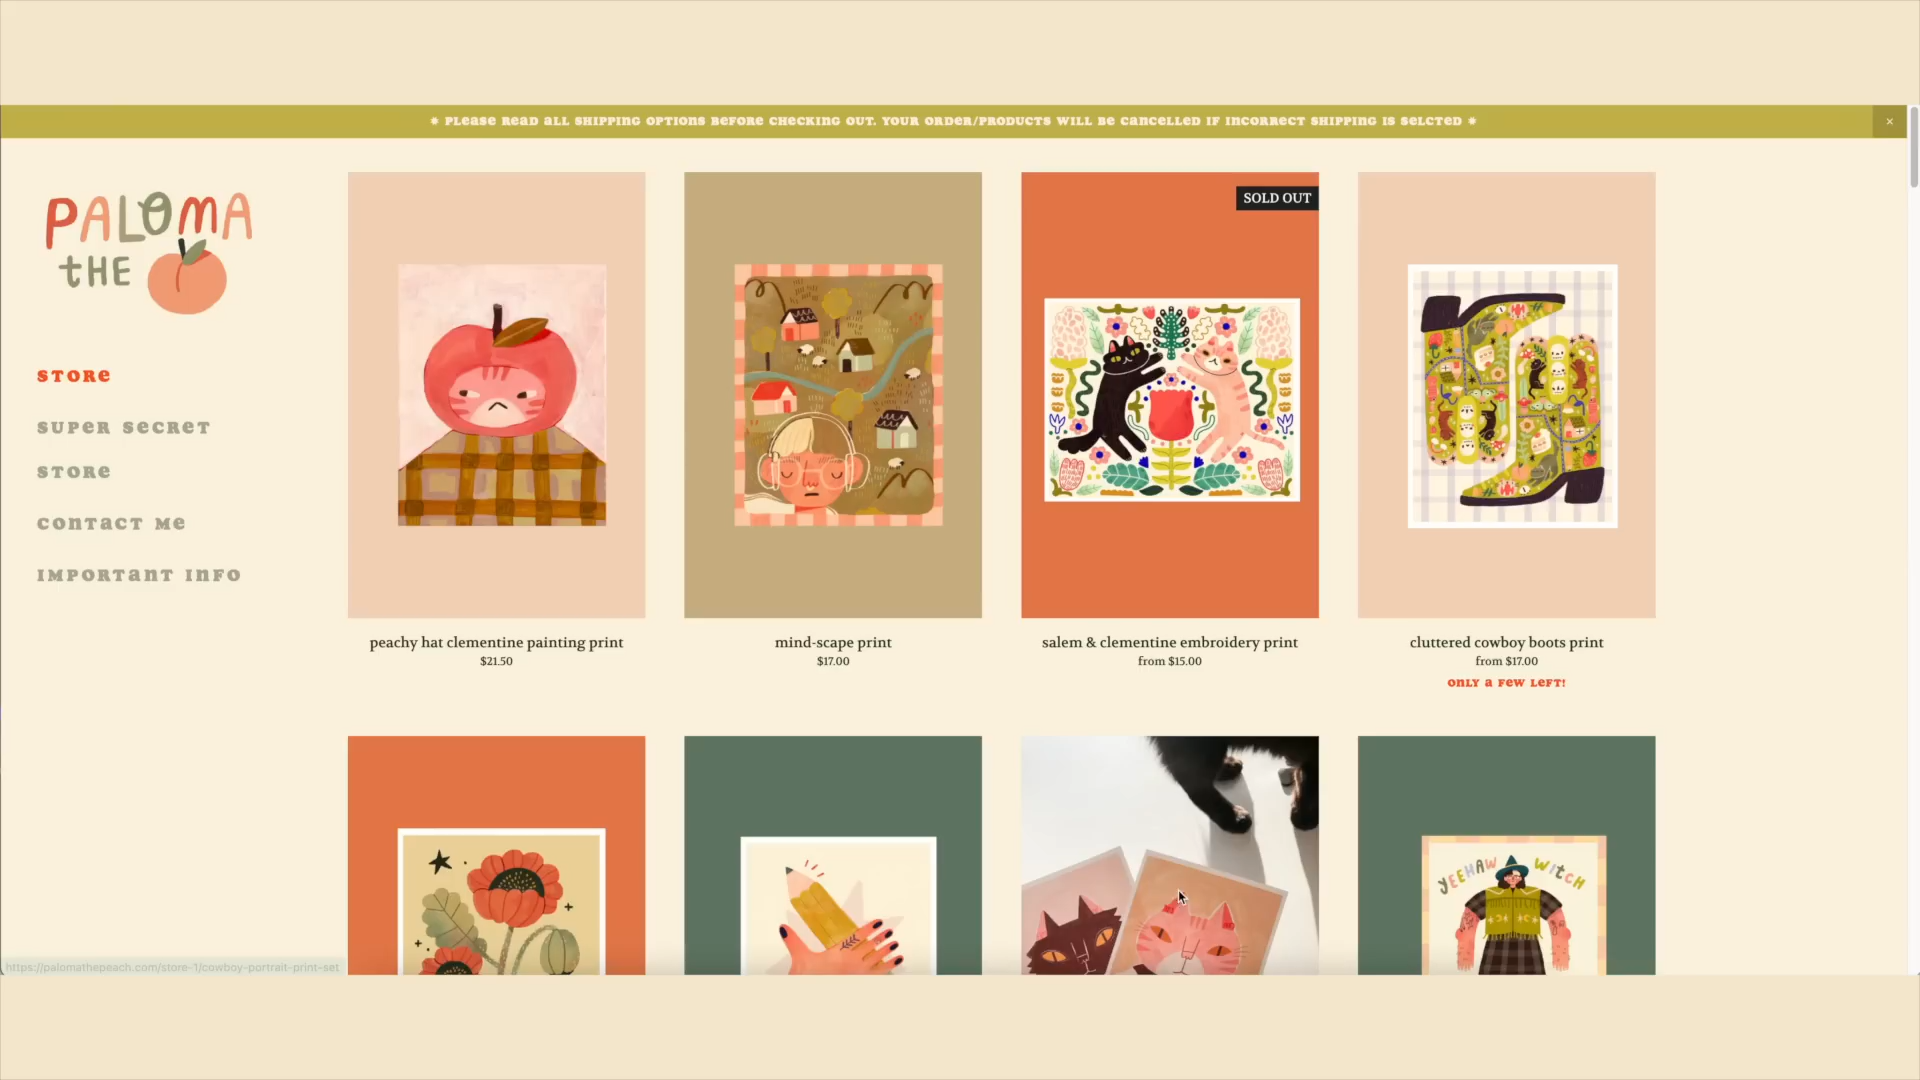 * PLEASE READ ALL SHIPPING OPTIONS BEFORE CHECKING OUT. YOUR ORDER/PRODUCTS WILL BE CANCELLED IF INCORRECT SHIPPING IS SELCTED *
×
PALOMA
tHE
STORE
SUPER SECRET
STORE
CONTACT ME
IMPORTANT INFO
SOLD OUT
peachy hat clementine painting print
$21.50
mind-scape print
$17.00
salem & clementine embroidery print
from $15.00
cluttered cowboy boots print
from $17.00
ONLY A FEW LEFT!
YEEHAW WITCH
https://palomathepeach.com/store-1/cowboy-portrait-print-set